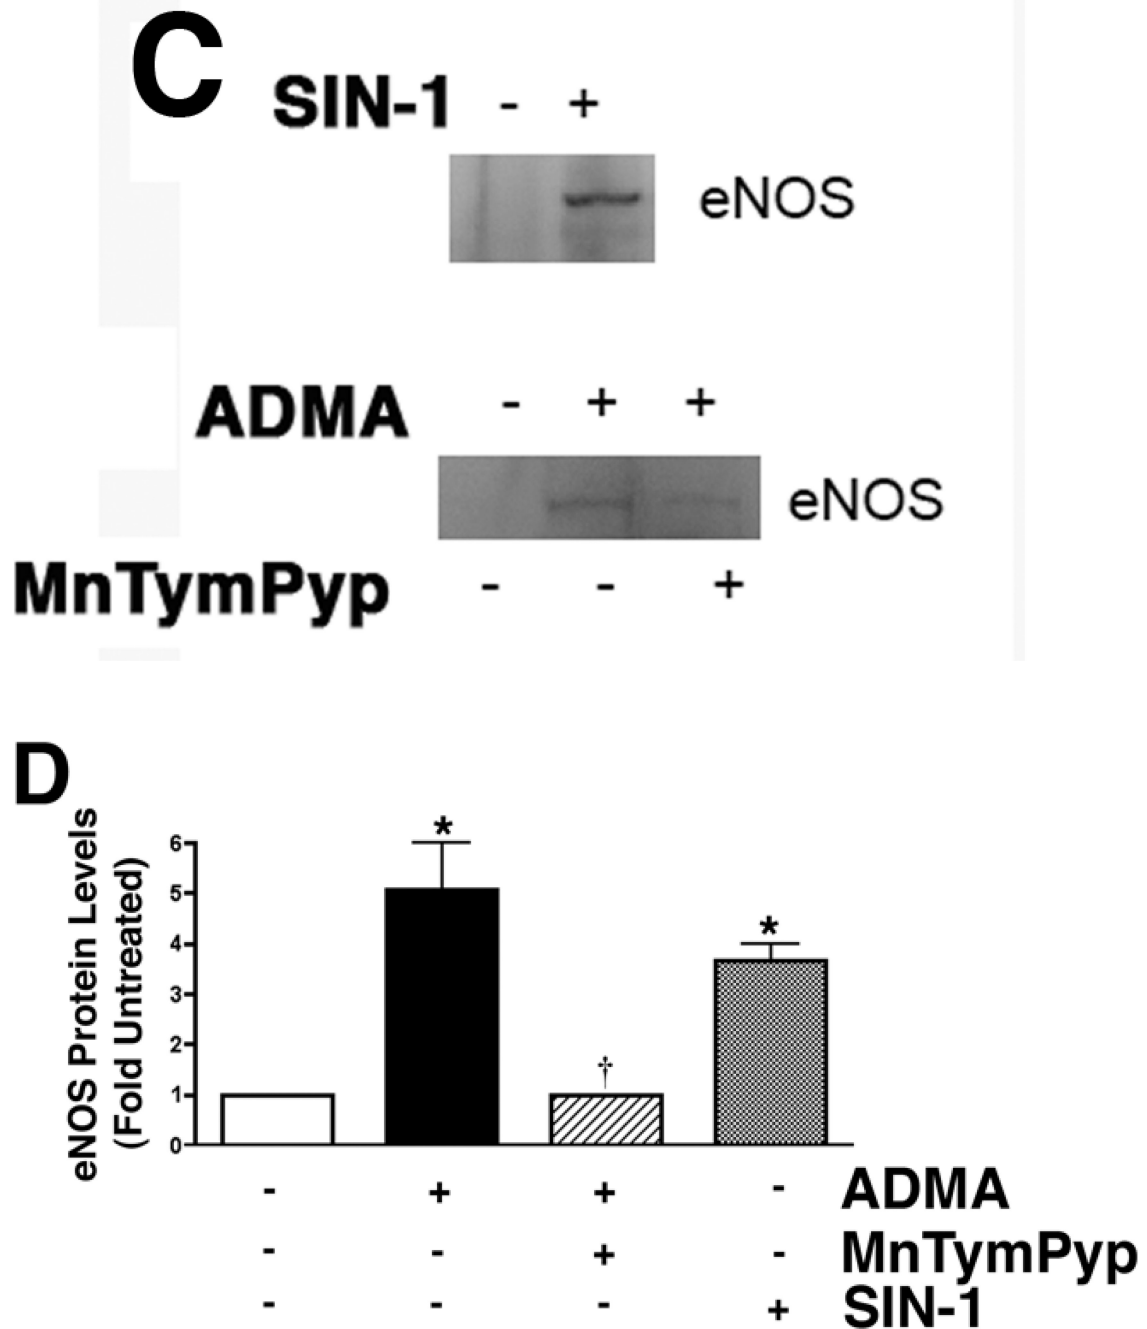 C
SIN-1 - +
eNOS
ADMA - + +
eNOS
MnTymPyp - - +
D
eNOS Protein Levels
(Fold Untreated)
6
5
4
3
2
1
0
*
†
*
- + + - ADMA
- - + - MnTymPyp
- - - + SIN-1